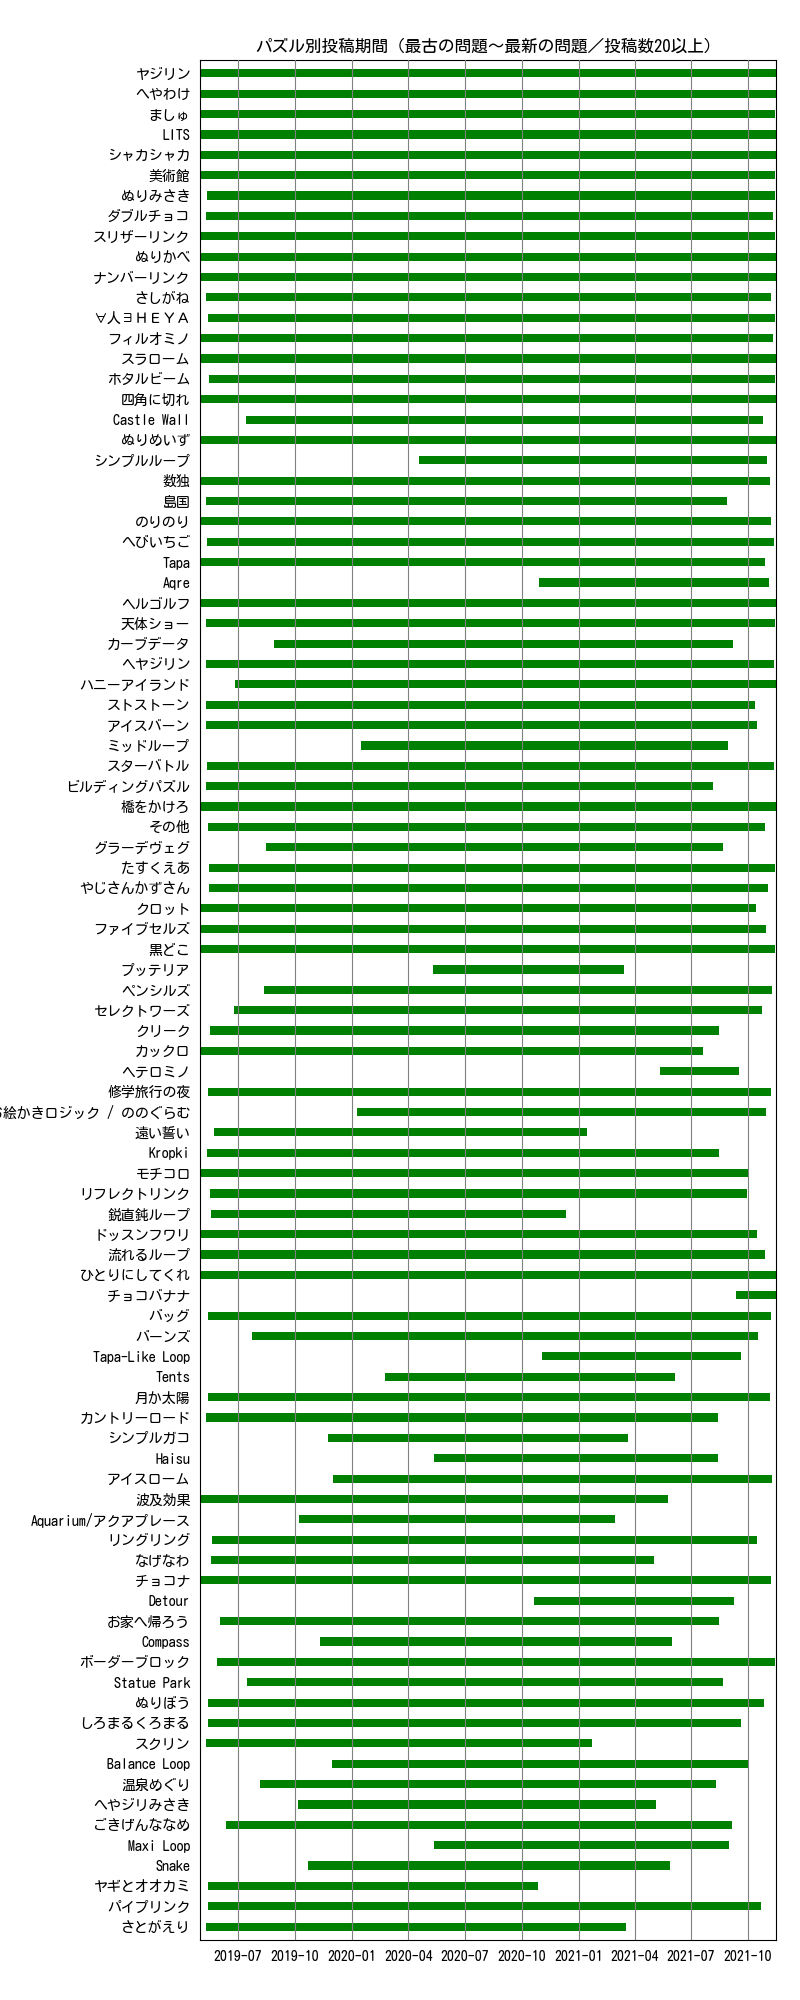 パズル別投稿期間（最古の問題～最新の問題／投稿数20以上）
ヤジリン
へやわけ
ましゅ
LITS
シャカシャカ
美術館
ぬりみさき
ダブルチョコ
スリザーリンク
ぬりかべ
ナンバーリンク
さしがね
∀人∃ＨＥＹＡ
フィルオミノ
スラローム
ホタルビーム
四角に切れ
Castle Wall
ぬりめいず
シンプルループ
数独
島国
のりのり
へびいちご
Tapa
Aqre
ヘルゴルフ
天体ショー
カーブデータ
ヘヤジリン
ハニーアイランド
ストストーン
アイスバーン
ミッドループ
スターバトル
ビルディングパズル
橋をかけろ
その他
グラーデヴェグ
たすくえあ
やじさんかずさん
クロット
ファイブセルズ
黒どこ
プッテリア
ペンシルズ
セレクトワーズ
クリーク
カックロ
ヘテロミノ
修学旅行の夜
絵かきロジック / ののぐらむ
遠い誓い
Kropki
モチコロ
リフレクトリンク
鋭直鈍ループ
ドッスンフワリ
流れるループ
ひとりにしてくれ
チョコバナナ
バッグ
バーンズ
Tapa-Like Loop
Tents
月か太陽
カントリーロード
シンプルガコ
Haisu
アイスローム
波及効果
Aquarium/アクアプレース
リングリング
なげなわ
チョコナ
Detour
お家へ帰ろう
Compass
ボーダーブロック
Statue Park
ぬりぼう
しろまるくろまる
スクリン
Balance Loop
温泉めぐり
へやジリみさき
ごきげんななめ
Maxi Loop
Snake
ヤギとオオカミ
パイプリンク
さとがえり
2019-07 2019-10 2020-01 2020-04 2020-07 2020-10 2021-01 2021-04 2021-07 2021-10